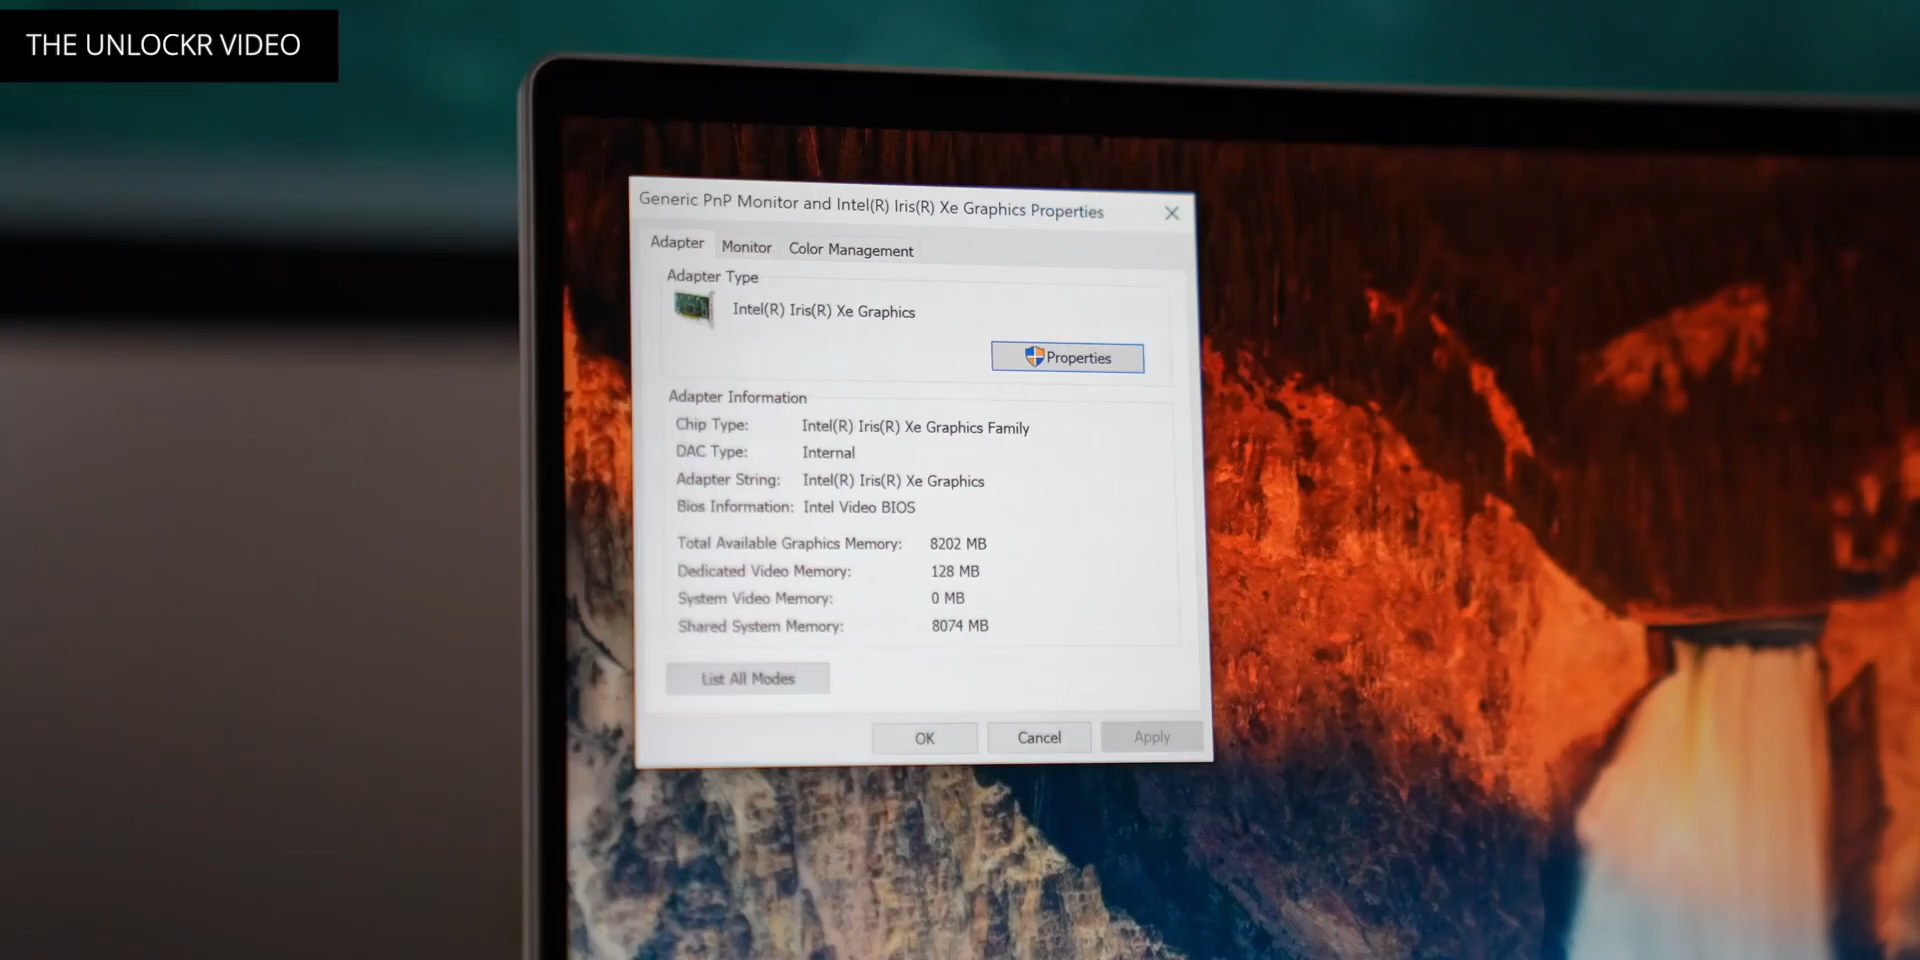 THE UNLOCKR VIDEO
Generic PnP Monitor and Intel(R) Iris(R) Xe Graphics Properties
Adapter Monitor Color Management
Adapter Type
Intel(R) Iris(R) Xe Graphics
Properties
Adapter Information
Chip Type: Intel(R) Iris(R) Xe Graphics Family
DAC Type: Internal
Adapter String: Intel(R) Iris(R) Xe Graphics
Bios Information: Intel Video BIOS
Total Available Graphics Memory: 8202 MB
Dedicated Video Memory: 128 MB
System Video Memory: 0 MB
Shared System Memory: 8074 MB
List All Modes
OK Cancel Apply